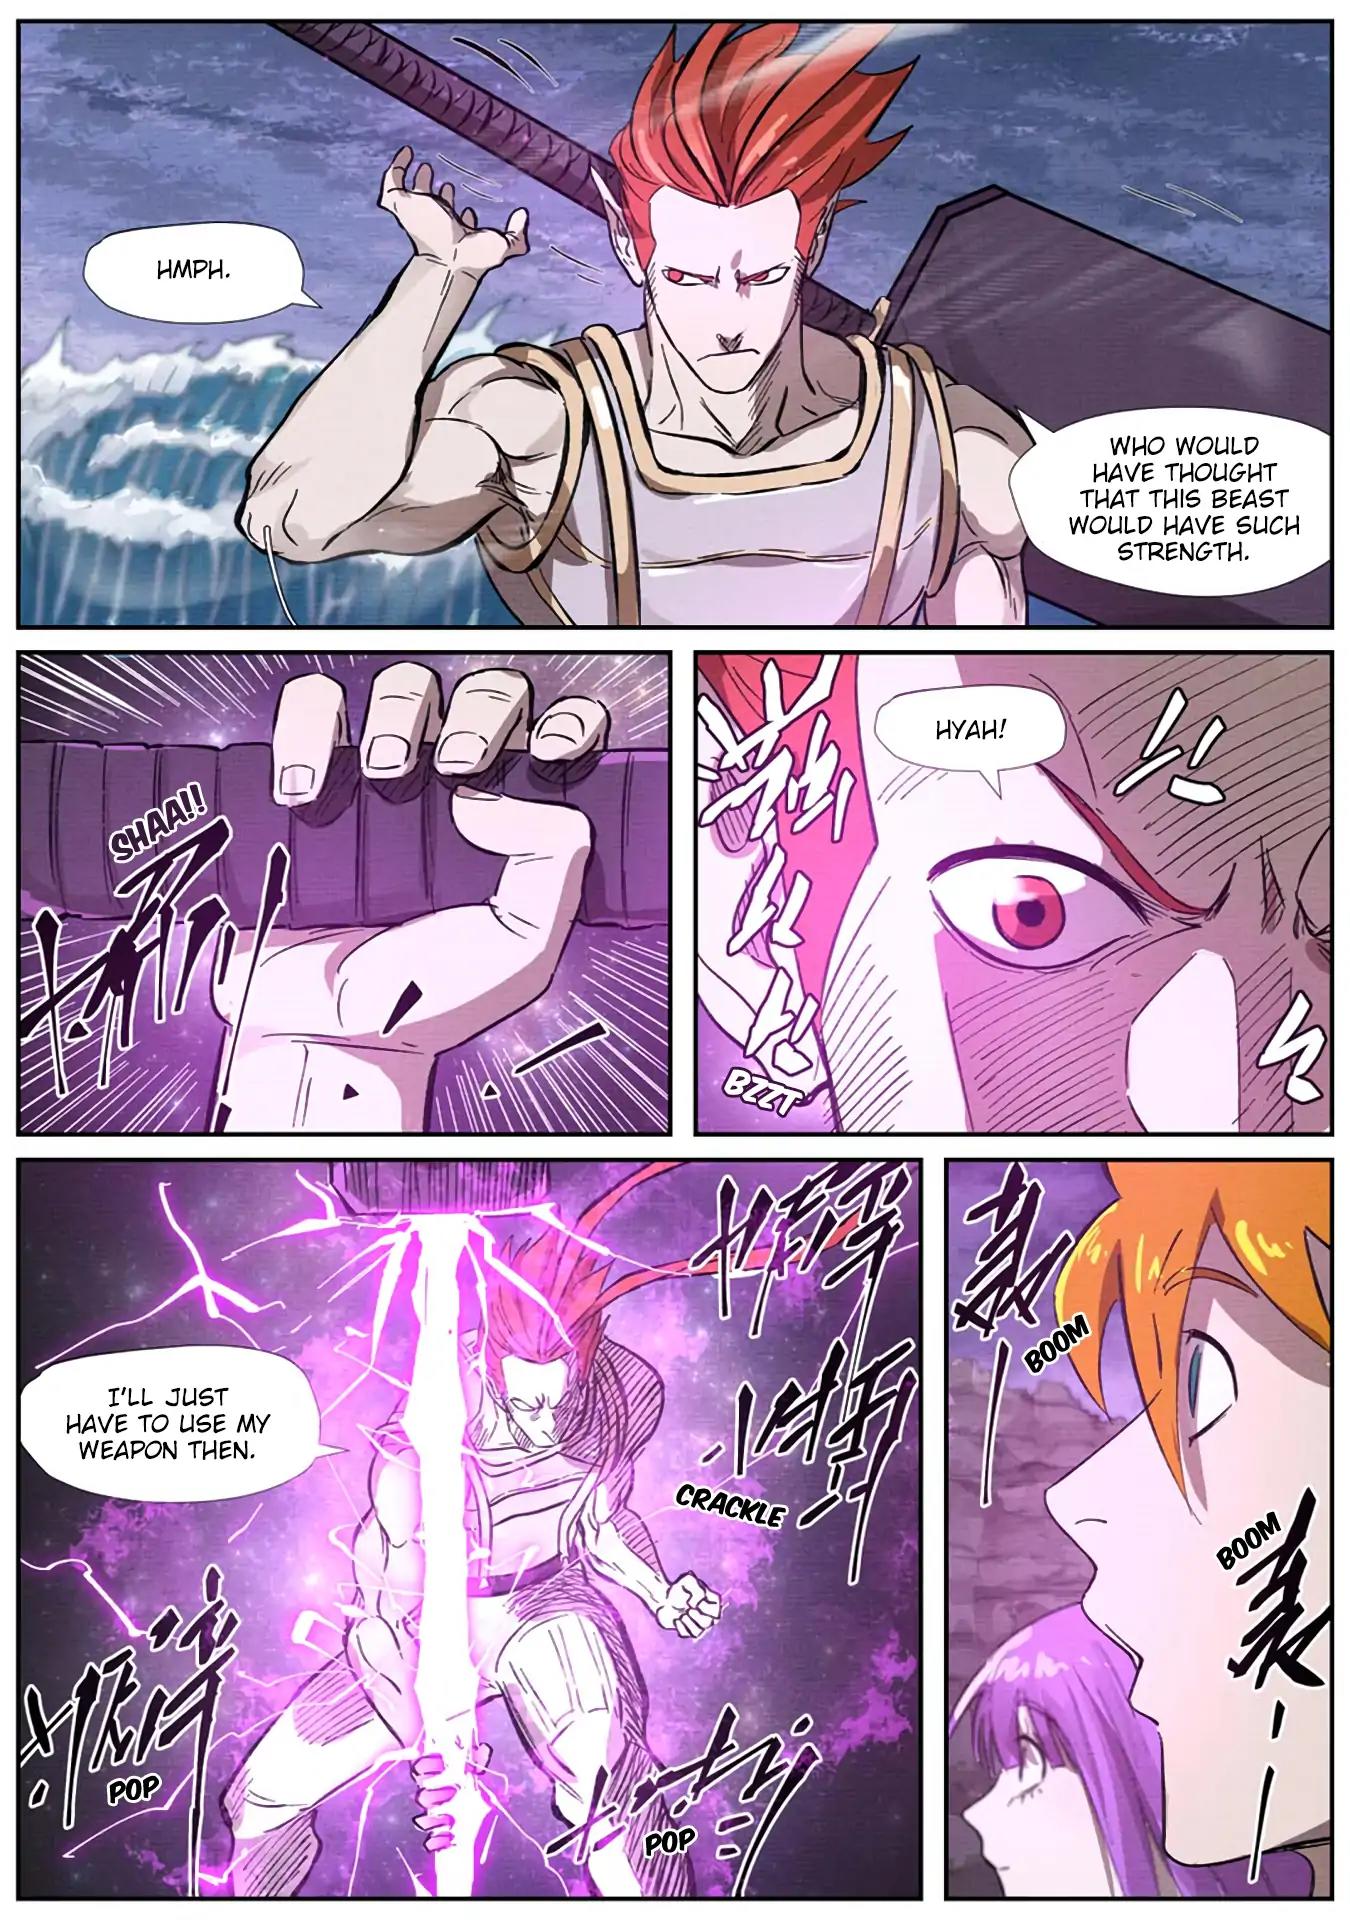 HMPH.
WHO WOULD
HAVE THOUGHT
THAT THIS BEAST
WOULD HAVE SUCH
STRENGTH.
SHAA!!
HYAH!
BZZT
I'LL JUST
HAVE TO USE MY
WEAPON THEN.
CRACKLE
POP
POP
BOOM
BOOM